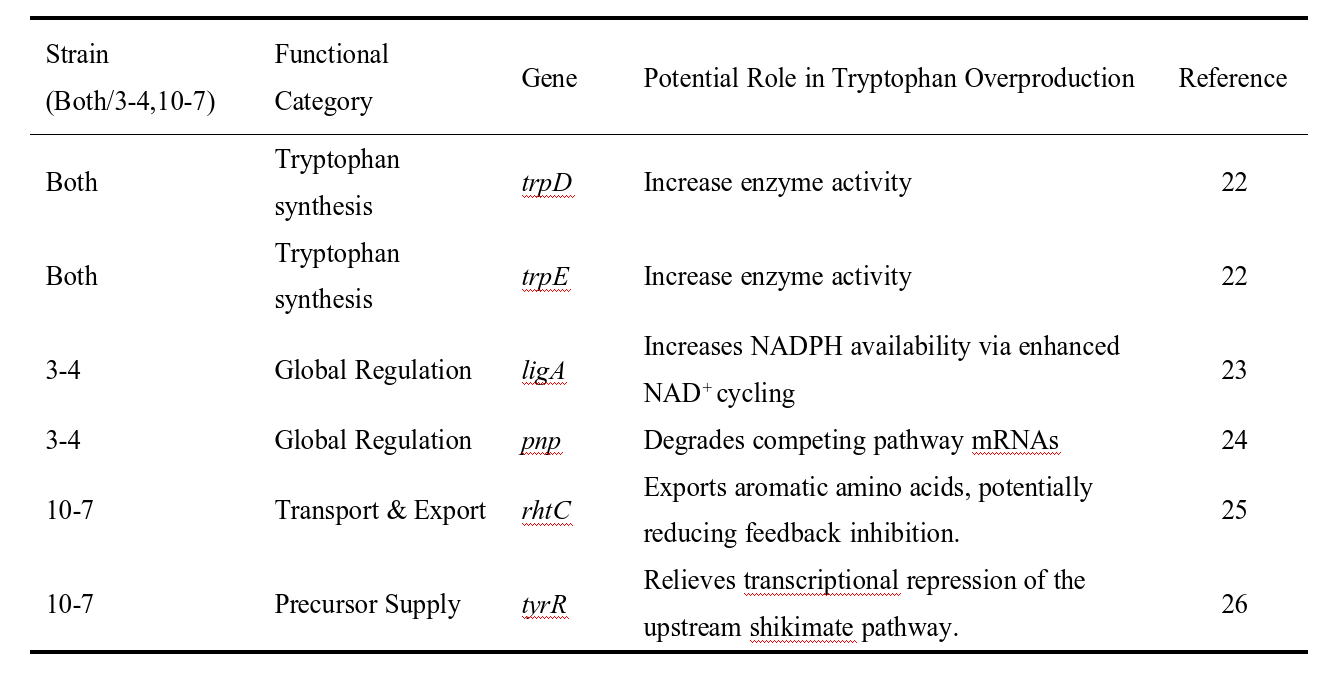 Strain
(Both/3-4,10-7)
Functional
Category
Gene
Potential Role in Tryptophan Overproduction
Reference
Both
Tryptophan
synthesis
trpD
Increase enzyme activity
22
Both
Tryptophan
synthesis
trpE
Increase enzyme activity
22
3-4
Global Regulation
ligA
Increases NADPH availability via enhanced
NAD⁺ cycling
23
3-4
Global Regulation
pnp
Degrades competing pathway mRNAs
24
10-7
Transport & Export
rhtC
Exports aromatic amino acids, potentially
reducing feedback inhibition.
25
10-7
Precursor Supply
tyrR
Relieves transcriptional repression of the
upstream shikimate pathway.
26